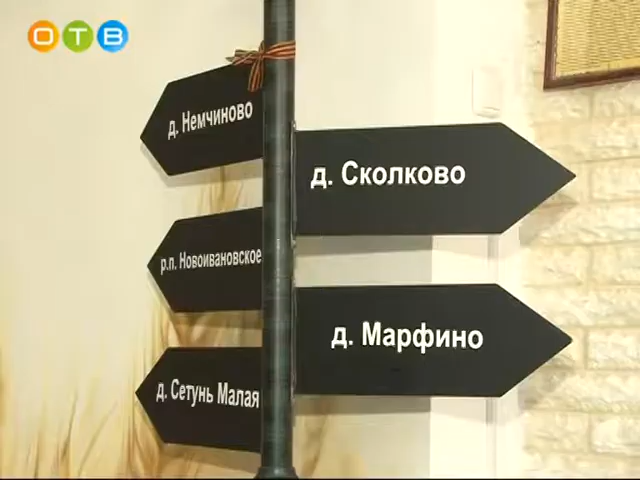 ОТВ
д. Немчиново
д. Сколково
р.п. Новоивановское
д. Марфино
д. Сетунь Малая